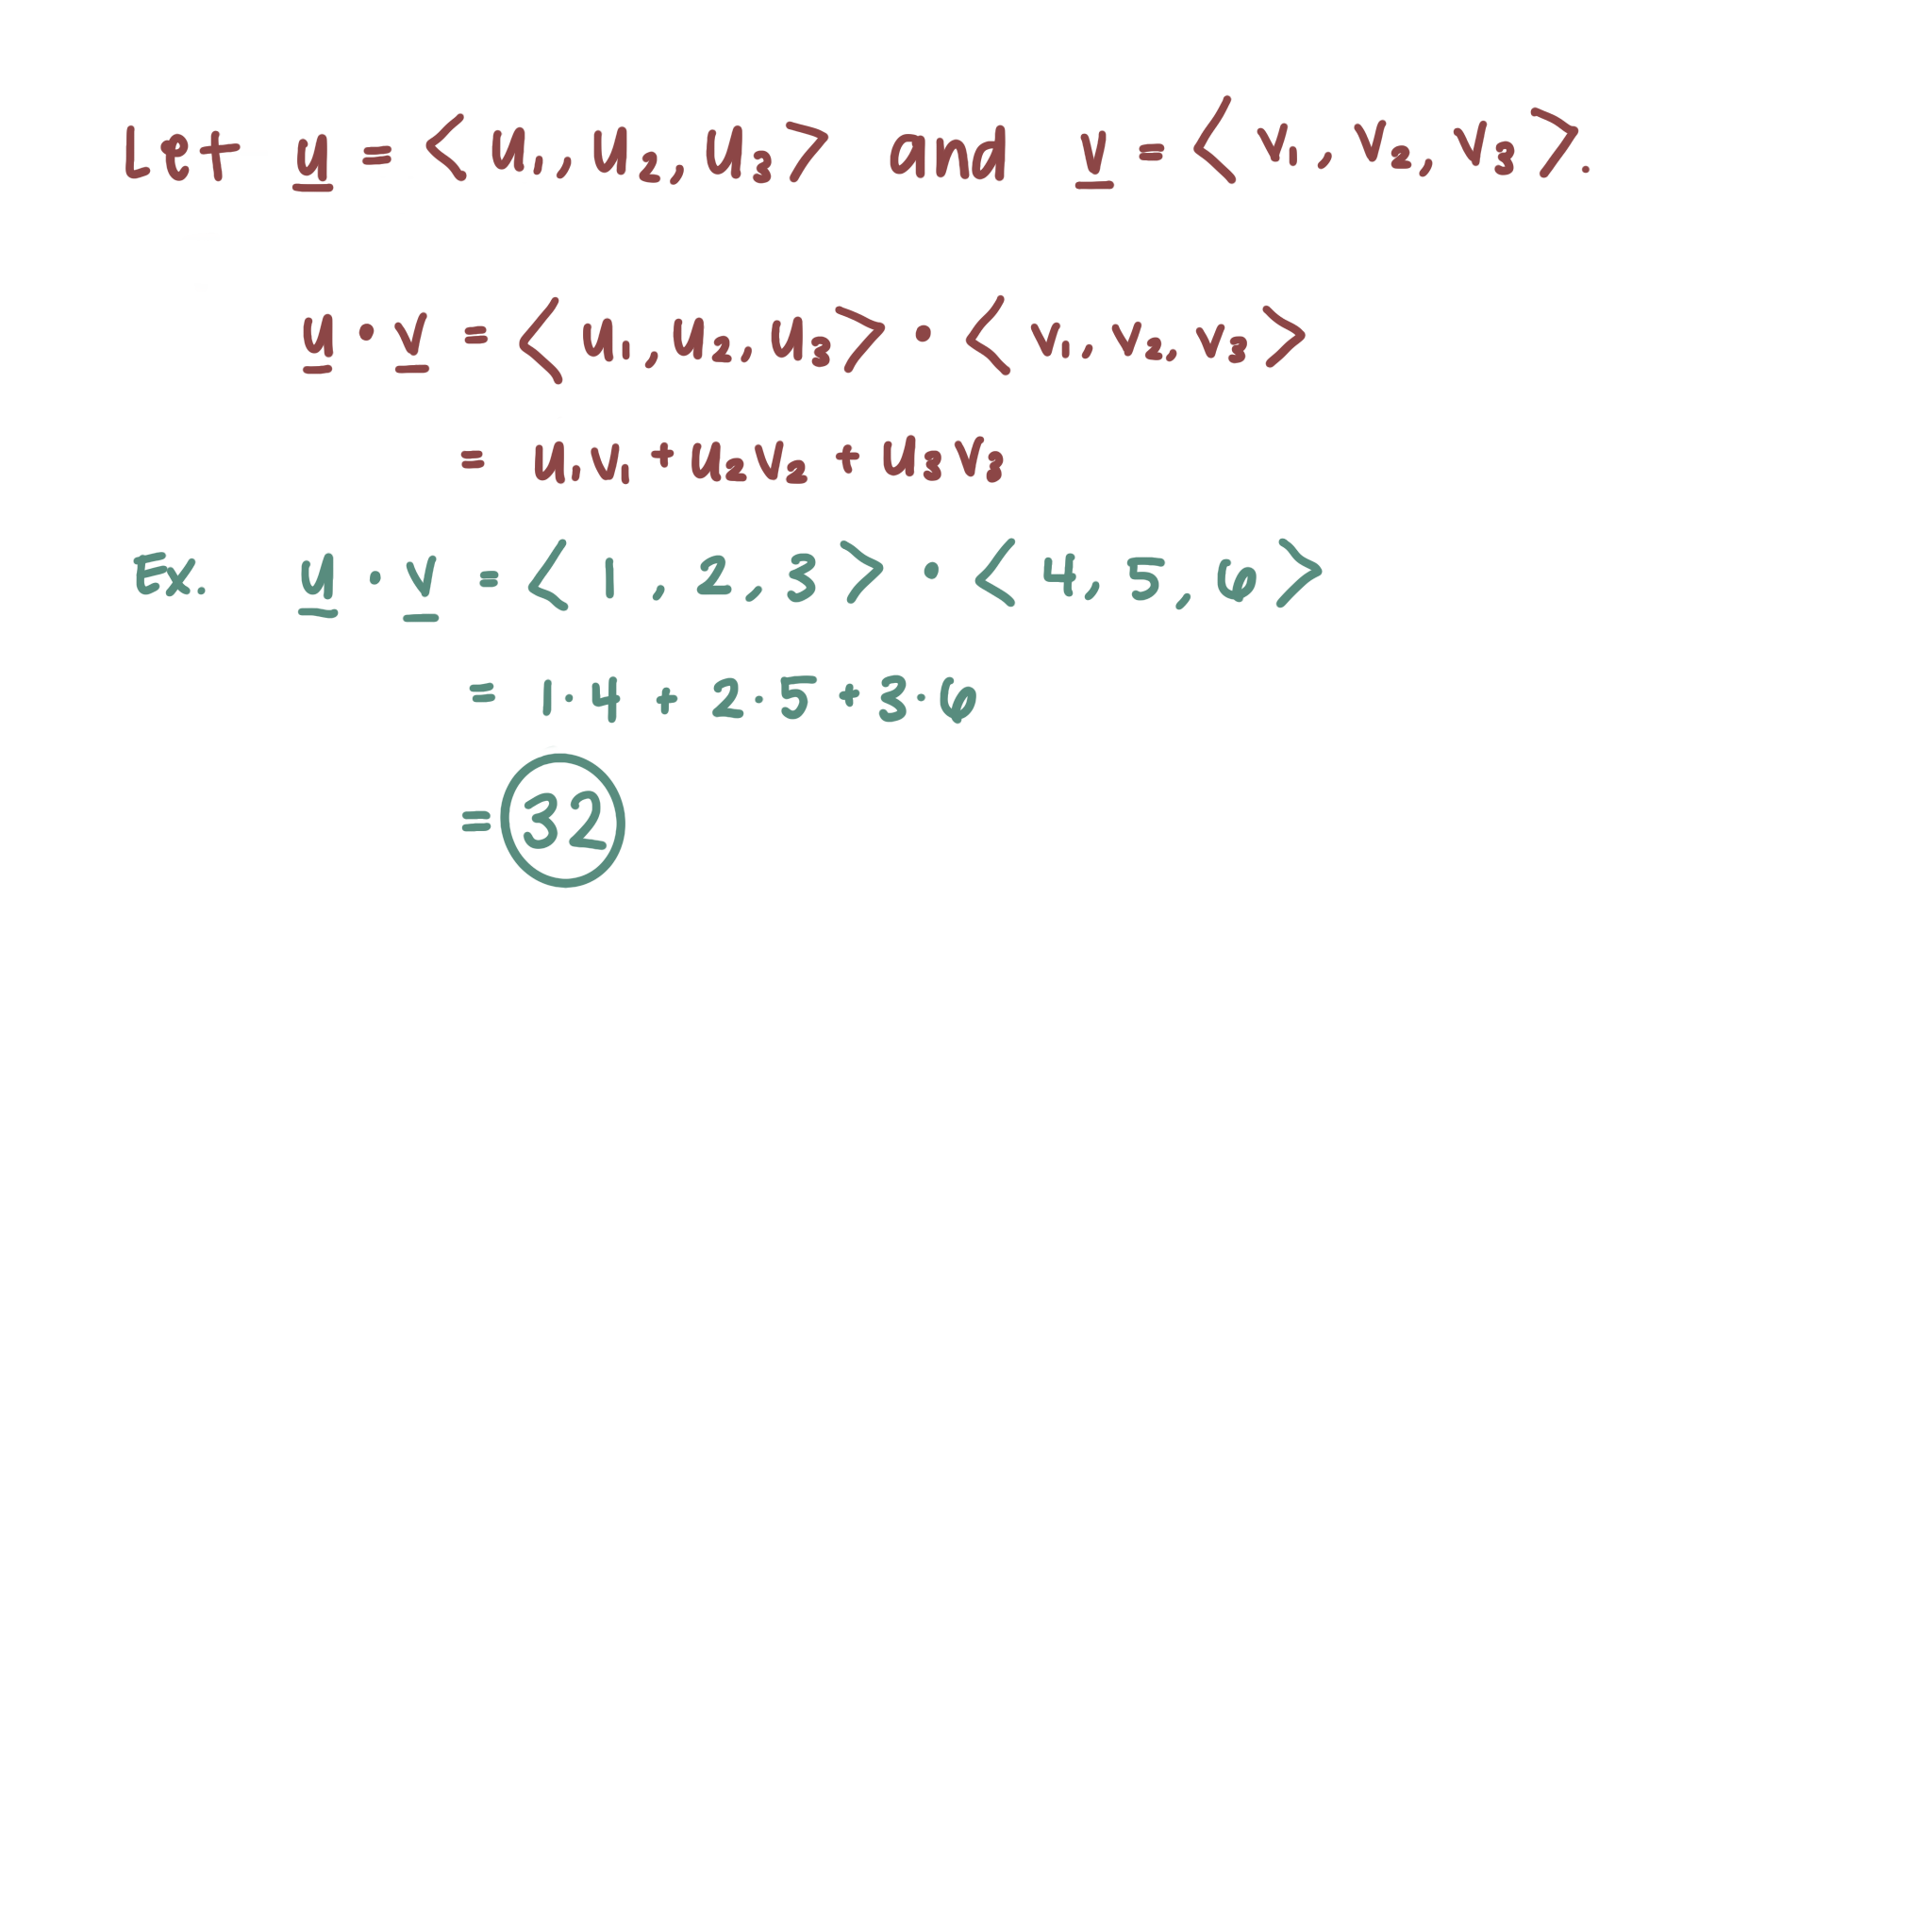 Let u = <u₁, u₂, u₃> and v = <v₁, v₂, v₃>.
u · v = <u₁, u₂, u₃> · <v₁, v₂, v₃>
= u₁v₁ + u₂v₂ + u₃v₃
Ex. u · v = <1, 2, 3> · <4, 5, 6>
= 1·4 + 2·5 + 3·6
= 32